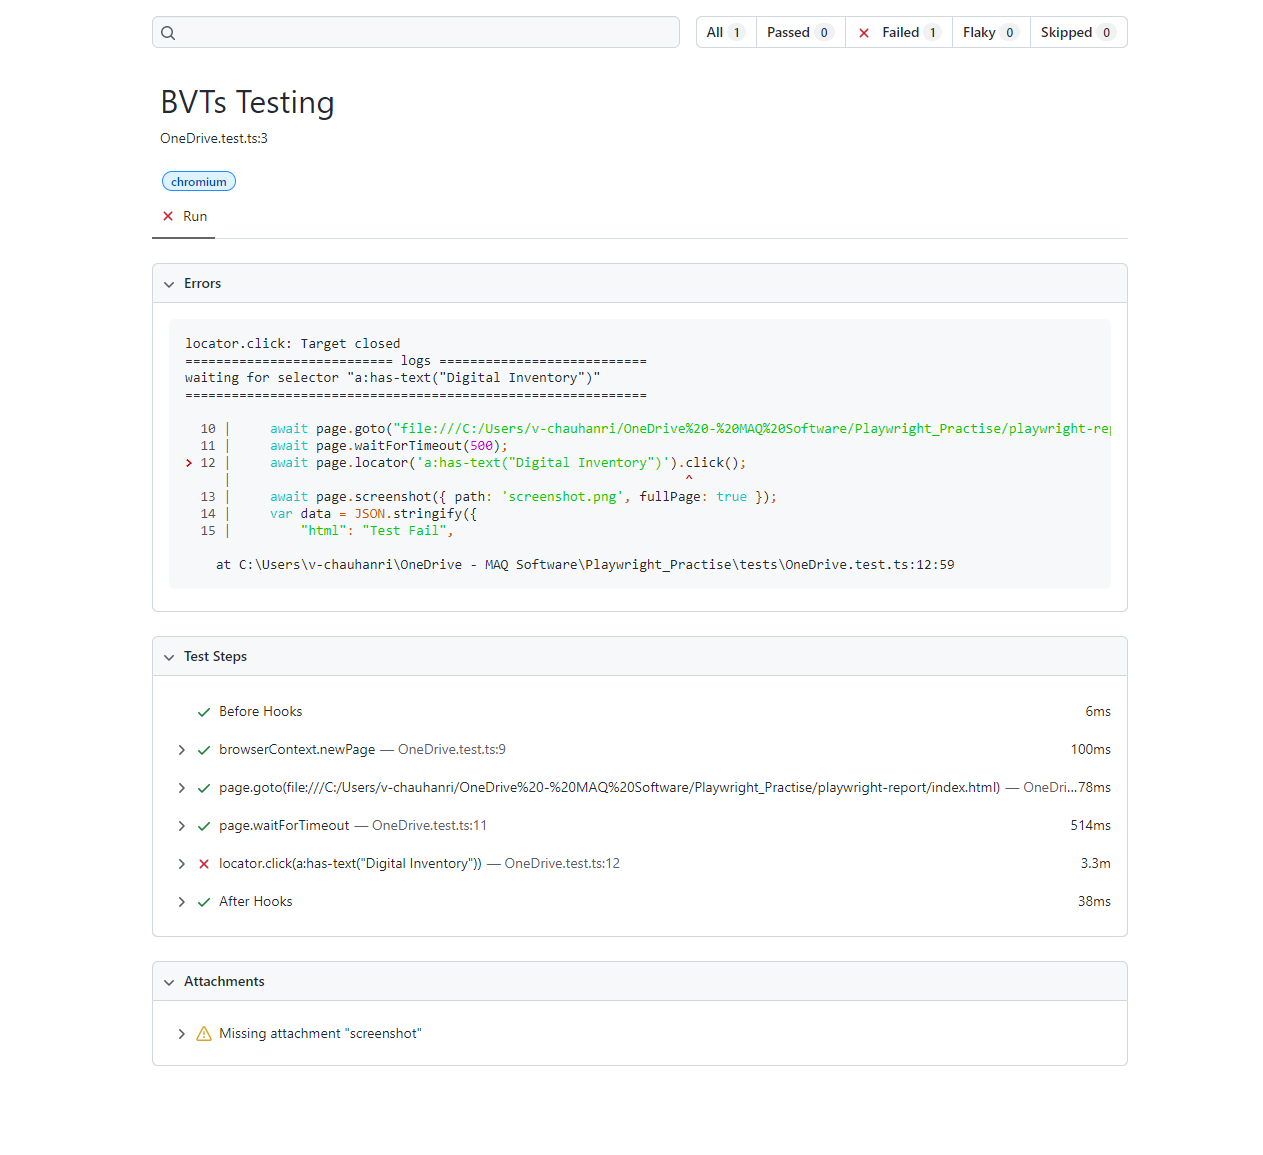 All 1 Passed 0 Failed 1 Flaky 0 Skipped 0
BVTs Testing
OneDrive.test.ts:3
chromium
Run
Errors
locator.click: Target closed
=========================== logs ===========================
waiting for selector "a:has-text("Digital Inventory")"
============================================================
10 |     await page.goto("file:///C:/Users/v-chauhanri/OneDrive%20-%20MAQ%20Software/Playwright_Practise/playwright-rep
11 |     await page.waitForTimeout(500);
> 12 |     await page.locator('a:has-text("Digital Inventory")').click();
|                                                            ^
13 |     await page.screenshot({ path: 'screenshot.png', fullPage: true });
14 |     var data = JSON.stringify({
15 |         "html": "Test Fail",
at C:\Users\v-chauhanri\OneDrive - MAQ Software\Playwright_Practise\tests\OneDrive.test.ts:12:59
Test Steps
Before Hooks 6ms
browserContext.newPage — OneDrive.test.ts:9 100ms
page.goto(file:///C:/Users/v-chauhanri/OneDrive%20-%20MAQ%20Software/Playwright_Practise/playwright-report/index.html) — OneDri...78ms
page.waitForTimeout — OneDrive.test.ts:11 514ms
locator.click(a:has-text("Digital Inventory")) — OneDrive.test.ts:12 3.3m
After Hooks 38ms
Attachments
Missing attachment "screenshot"